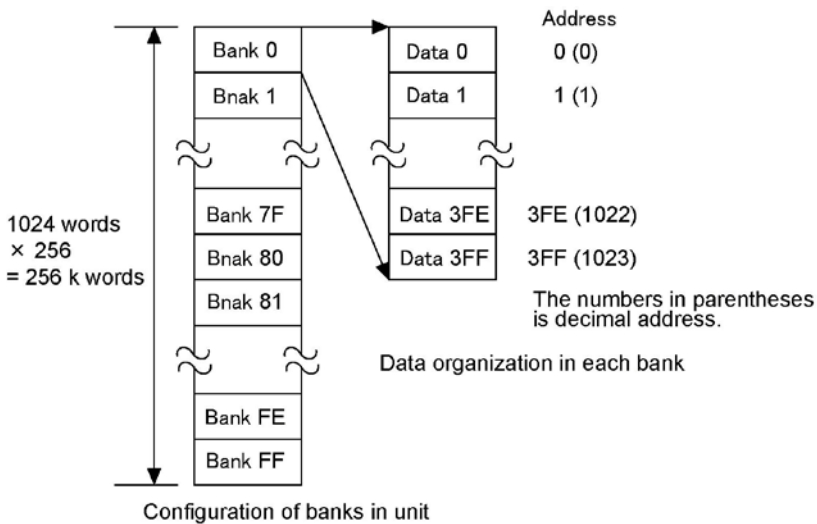 Address
Bank 0
Data 0
0 (0)
Bnak 1
Data 1
1 (1)
Bank 7F
Data 3FE
3FE (1022)
1024 words
× 256
= 256 k words
Bnak 80
Data 3FF
3FF (1023)
Bnak 81
The numbers in parentheses
is decimal address.
Data organization in each bank
Bank FE
Bank FF
Configuration of banks in unit